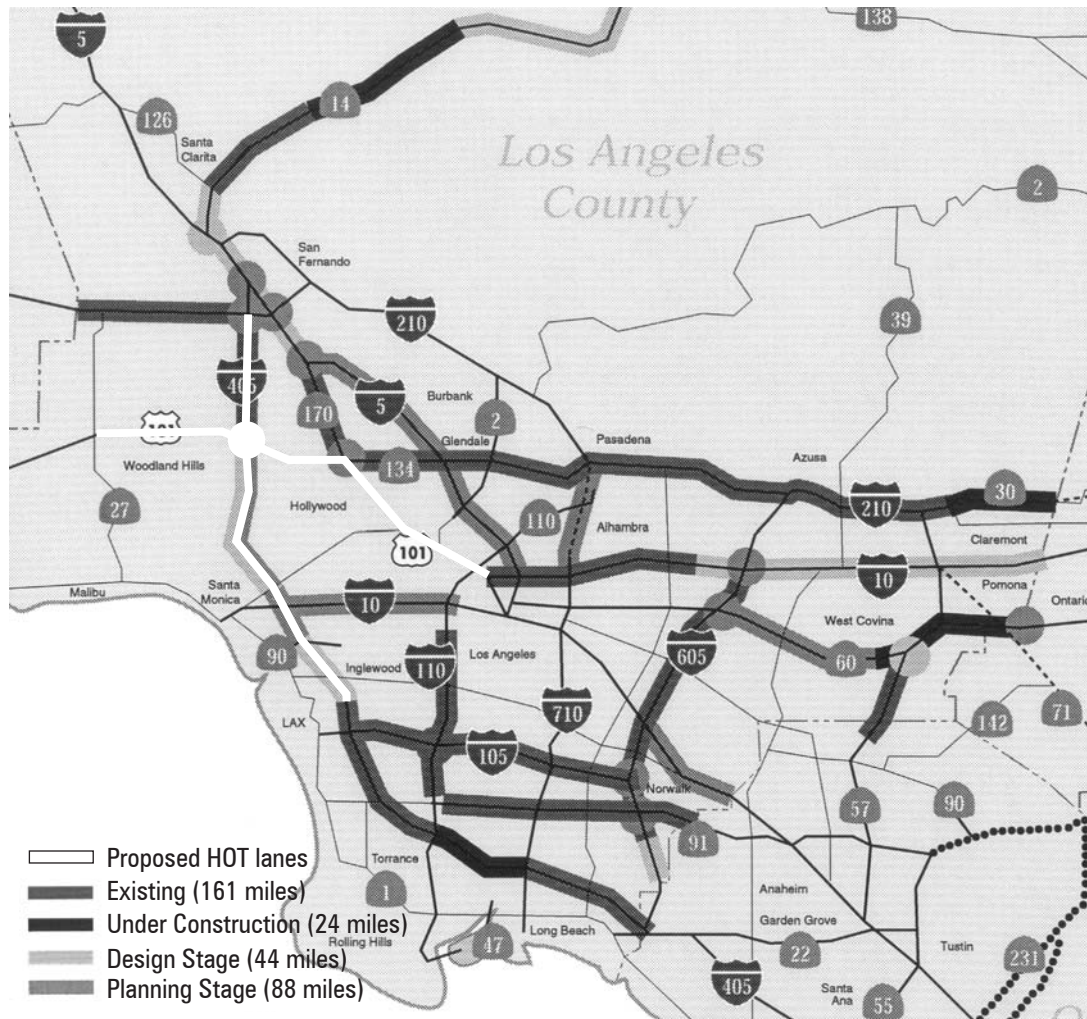 5
138
14
126
Santa
Clarita
Los Angeles
County
2
San
Fernando
210
39
405
5
Burbank
170
2
Glendale
Pasadena
Azusa
101
134
Woodland Hills
30
210
27
Hollywood
110
Alhambra
101
Claremont
10
Santa
Monica
Malibu
10
Pomona
Ontario
West Covina
90
Inglewood
110
Los Angeles
605
60
LAX
710
142
71
105
Norwalk
57
90
91
Proposed HOT lanes
Existing (161 miles)
Under Construction (24 miles)
Design Stage (44 miles)
Planning Stage (88 miles)
Torrance
1
Rolling Hills
47
Long Beach
Anaheim
Garden Grove
22
Tustin
405
Santa
Ana
55
231